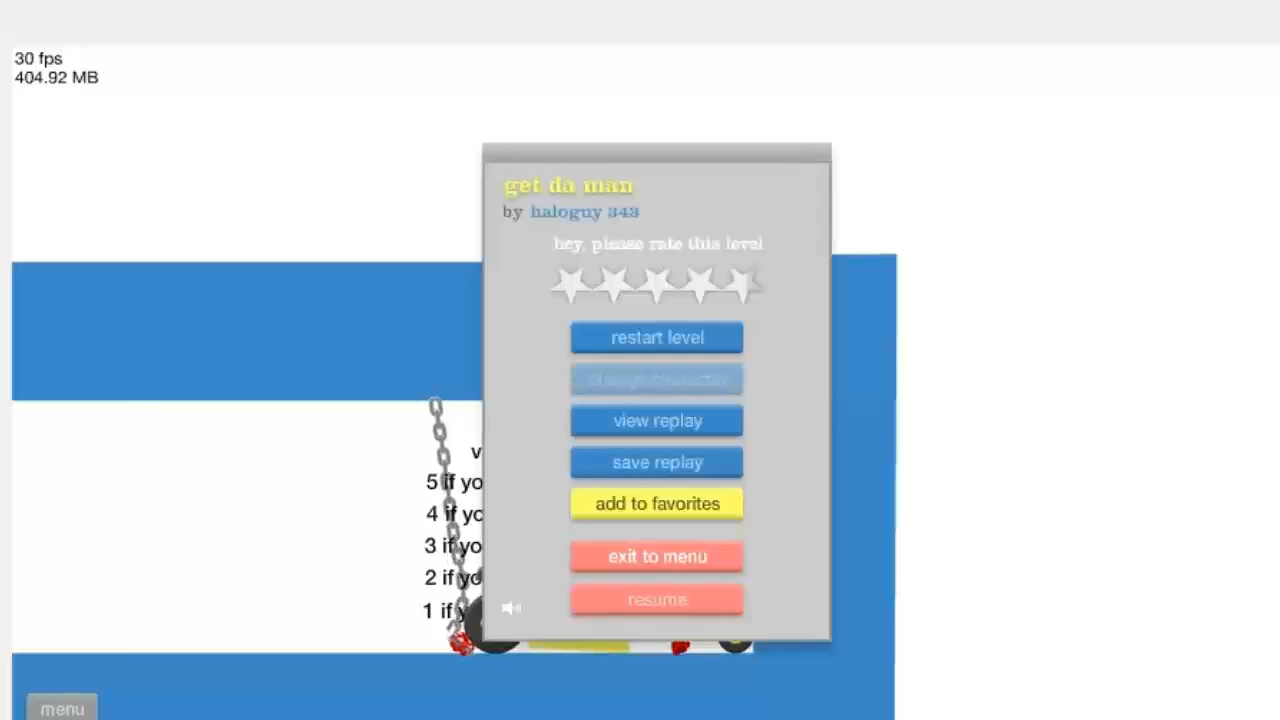 30 fps
404.92 MB
get da man
by haloguy 343
hey, please rate this level
restart level
change character
view replay
save replay
add to favorites
exit to menu
resume
v
5 if yo
4 if yo
3 if yo
2 if yo
1 if y
menu